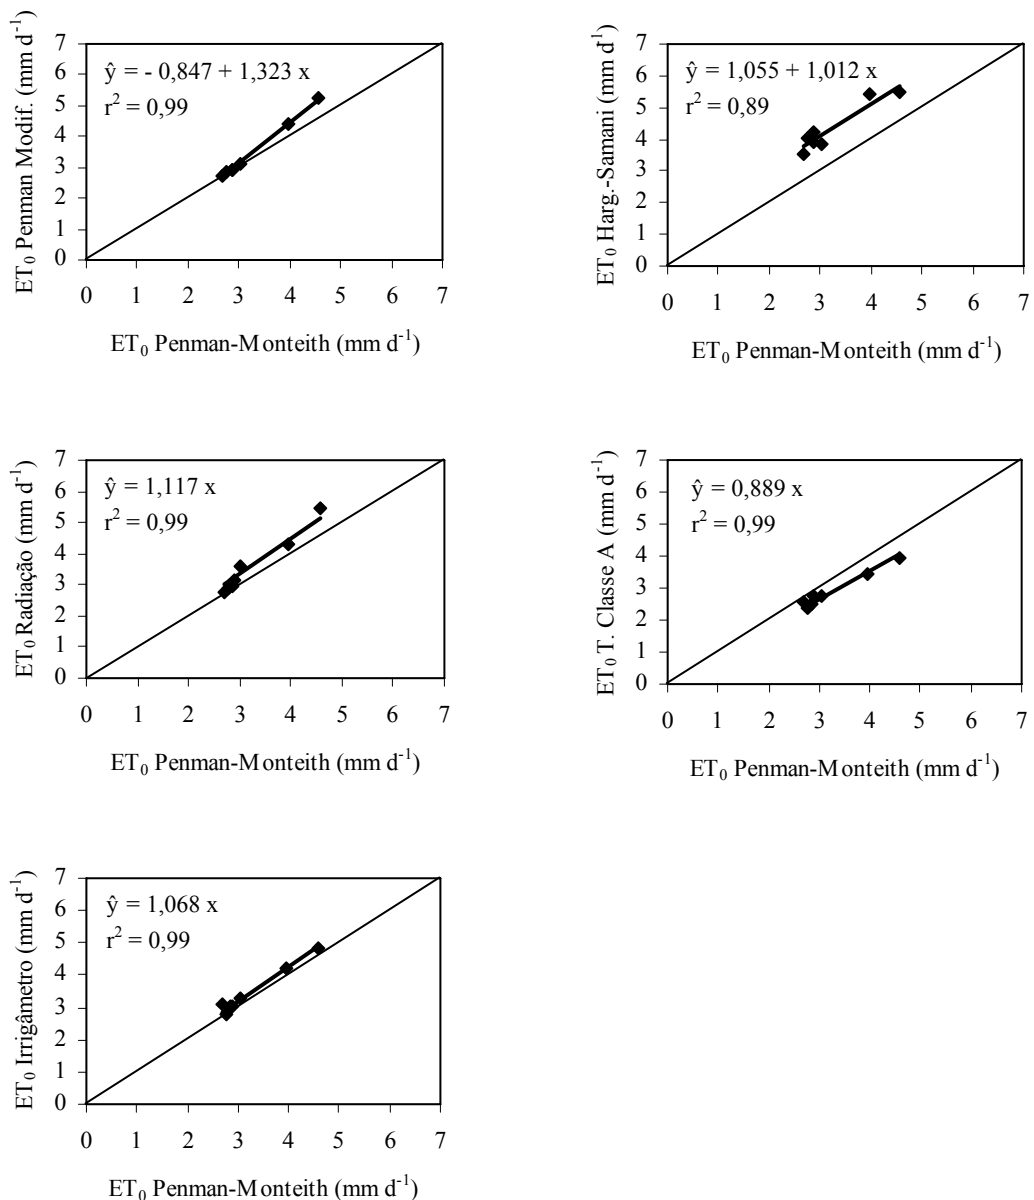 ET0 Penman Modif. (mm d-1)
7
6
5
4
3
2
1
0
ŷ = - 0,847 + 1,323 x
r2 = 0,99
0 1 2 3 4 5 6 7
ET0 Penman-Monteith (mm d-1)
ET0 Harg.-Samani (mm d-1)
7
6
5
4
3
2
1
0
ŷ = 1,055 + 1,012 x
r2 = 0,89
0 1 2 3 4 5 6 7
ET0 Penman-Monteith (mm d-1)
ET0 Radiação (mm d-1)
7
6
5
4
3
2
1
0
ŷ = 1,117 x
r2 = 0,99
0 1 2 3 4 5 6 7
ET0 Penman-Monteith (mm d-1)
ET0 T. Classe A (mm d-1)
7
6
5
4
3
2
1
0
ŷ = 0,889 x
r2 = 0,99
0 1 2 3 4 5 6 7
ET0 Penman-Monteith (mm d-1)
ET0 Irrigâmetro (mm d-1)
7
6
5
4
3
2
1
0
ŷ = 1,068 x
r2 = 0,99
0 1 2 3 4 5 6 7
ET0 Penman-Monteith (mm d-1)